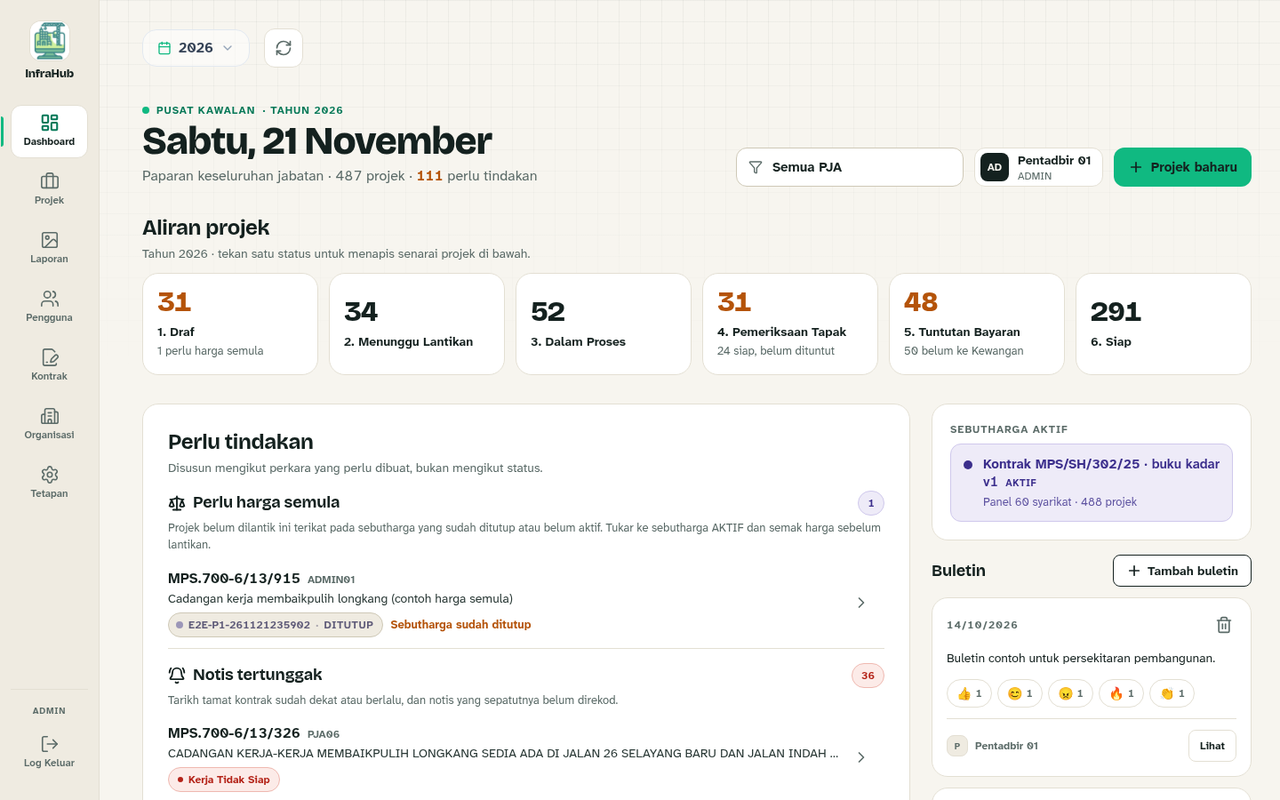 InfraHub
Dashboard
Projek
Laporan
Pengguna
Kontrak
Organisasi
Tetapan
ADMIN
Log Keluar
2026
PUSAT KAWALAN · TAHUN 2026
Sabtu, 21 November
Paparan keseluruhan jabatan · 487 projek · 111 perlu tindakan
Semua PJA
AD
Pentadbir 01
ADMIN
Projek baharu
Aliran projek
Tahun 2026 · tekan satu status untuk menapis senarai projek di bawah.
31
1. Draf
1 perlu harga semula
34
2. Menunggu Lantikan
52
3. Dalam Proses
31
4. Pemeriksaan Tapak
24 siap, belum dituntut
48
5. Tuntutan Bayaran
50 belum ke Kewangan
291
6. Siap
Perlu tindakan
Disusun mengikut perkara yang perlu dibuat, bukan mengikut status.
Perlu harga semula
1
Projek belum dilantik ini terikat pada sebutharga yang sudah ditutup atau belum aktif. Tukar ke sebutharga AKTIF dan semak harga sebelum
lantikan.
MPS.700-6/13/915 ADMIN01
Cadangan kerja membaikpulih longkang (contoh harga semula)
E2E-P1-261121235902 · DITUTUP Sebutharga sudah ditutup
Notis tertunggak
36
Tarikh tamat kontrak sudah dekat atau berlalu, dan notis yang sepatutnya belum direkod.
MPS.700-6/13/326 PJA06
CADANGAN KERJA-KERJA MEMBAIKPULIH LONGKANG SEDIA ADA DI JALAN 26 SELAYANG BARU DAN JALAN INDAH ...
Kerja Tidak Siap
SEBUTHARGA AKTIF
Kontrak MPS/SH/302/25 · buku kadar
v1 AKTIF
Panel 60 syarikat · 488 projek
Buletin
Tambah buletin
14/10/2026
Buletin contoh untuk persekitaran pembangunan.
👍 1 😊 1 😠 1 🔥 1 👏 1
P
Pentadbir 01
Lihat